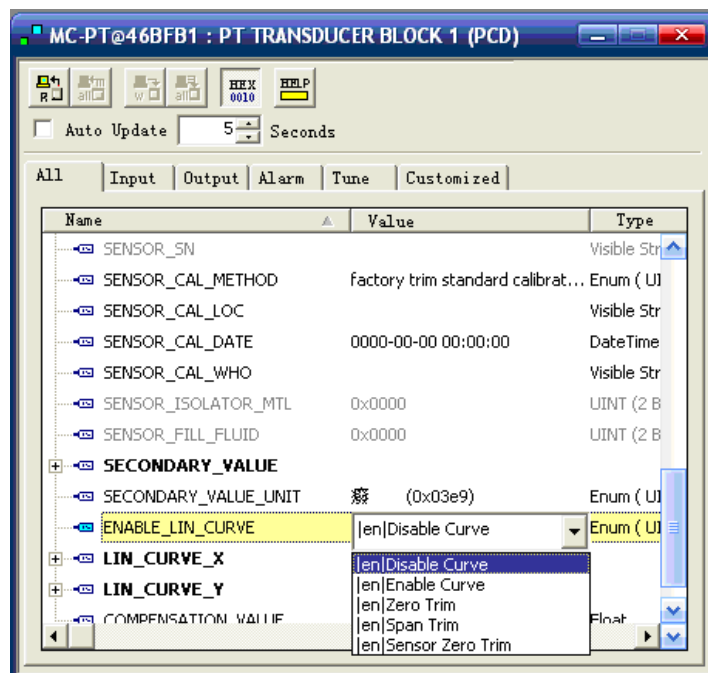 MC-PT@46BFB1 : PT TRANSDUCER BLOCK 1 (PCD)
R all w all HEX 0010 HELP
Auto Update 5 Seconds
All Input Output Alarm Tune Customized
Name Value Type
SENSOR_SN Visible Str
SENSOR_CAL_METHOD factory trim standard calibrat... Enum ( UI
SENSOR_CAL_LOC Visible Str
SENSOR_CAL_DATE 0000-00-00 00:00:00 DateTime
SENSOR_CAL_WHO Visible Str
SENSOR_ISOLATOR_MTL 0x0000 UINT (2 B
SENSOR_FILL_FLUID 0x0000 UINT (2 B
SECONDARY_VALUE
SECONDARY_VALUE_UNIT (0x03e9) Enum ( UI
ENABLE_LIN_CURVE |en|Disable Curve Enum ( UI
LIN_CURVE_X |en|Disable Curve
|en|Enable Curve
LIN_CURVE_Y |en|Zero Trim
COMPENSATION_VALUE |en|Span Trim Float
|en|Sensor Zero Trim